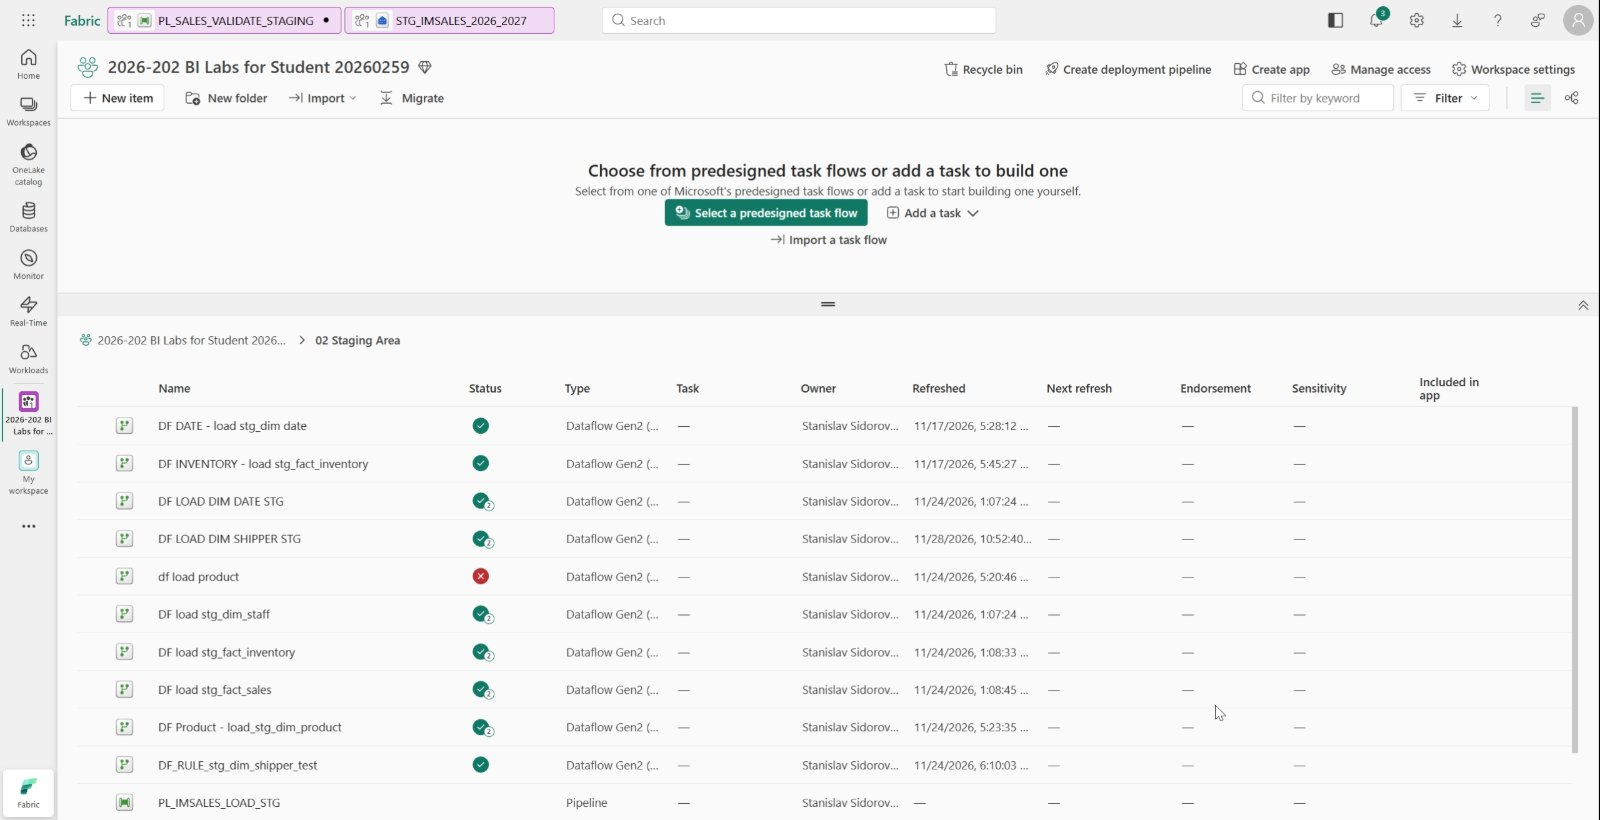 Fabric
PL_SALES_VALIDATE_STAGING
STG_IMSALES_2026_2027
Search
3
Home
Workspaces
OneLake catalog
Databases
Monitor
Real-Time
Workloads
2026-202 BI Labs for ...
My workspace
Fabric
2026-202 BI Labs for Student 20260259
Recycle bin
Create deployment pipeline
Create app
Manage access
Workspace settings
New item
New folder
Import
Migrate
Filter by keyword
Filter
Choose from predesigned task flows or add a task to build one
Select from one of Microsoft's predesigned task flows or add a task to start building one yourself.
Select a predesigned task flow
Add a task
Import a task flow
2026-202 BI Labs for Student 2026... > 02 Staging Area
Name Status Type Task Owner Refreshed Next refresh Endorsement Sensitivity Included in app
DF DATE - load stg_dim date Dataflow Gen2 (... — Stanislav Sidorov... 11/17/2026, 5:28:12 ... — — —
DF INVENTORY - load stg_fact_inventory Dataflow Gen2 (... — Stanislav Sidorov... 11/17/2026, 5:45:27 ... — — —
DF LOAD DIM DATE STG 2 Dataflow Gen2 (... — Stanislav Sidorov... 11/24/2026, 1:07:24 ... — — —
DF LOAD DIM SHIPPER STG 2 Dataflow Gen2 (... — Stanislav Sidorov... 11/28/2026, 10:52:40... — — —
df load product Dataflow Gen2 (... — Stanislav Sidorov... 11/24/2026, 5:20:46 ... — — —
DF load stg_dim_staff 2 Dataflow Gen2 (... — Stanislav Sidorov... 11/24/2026, 1:07:24 ... — — —
DF load stg_fact_inventory 2 Dataflow Gen2 (... — Stanislav Sidorov... 11/24/2026, 1:08:33 ... — — —
DF load stg_fact_sales 2 Dataflow Gen2 (... — Stanislav Sidorov... 11/24/2026, 1:08:45 ... — — —
DF Product - load_stg_dim_product 2 Dataflow Gen2 (... — Stanislav Sidorov... 11/24/2026, 5:23:35 ... — — —
DF_RULE_stg_dim_shipper_test Dataflow Gen2 (... — Stanislav Sidorov... 11/24/2026, 6:10:03 ... — — —
PL_IMSALES_LOAD_STG Pipeline — Stanislav Sidorov... — — — —